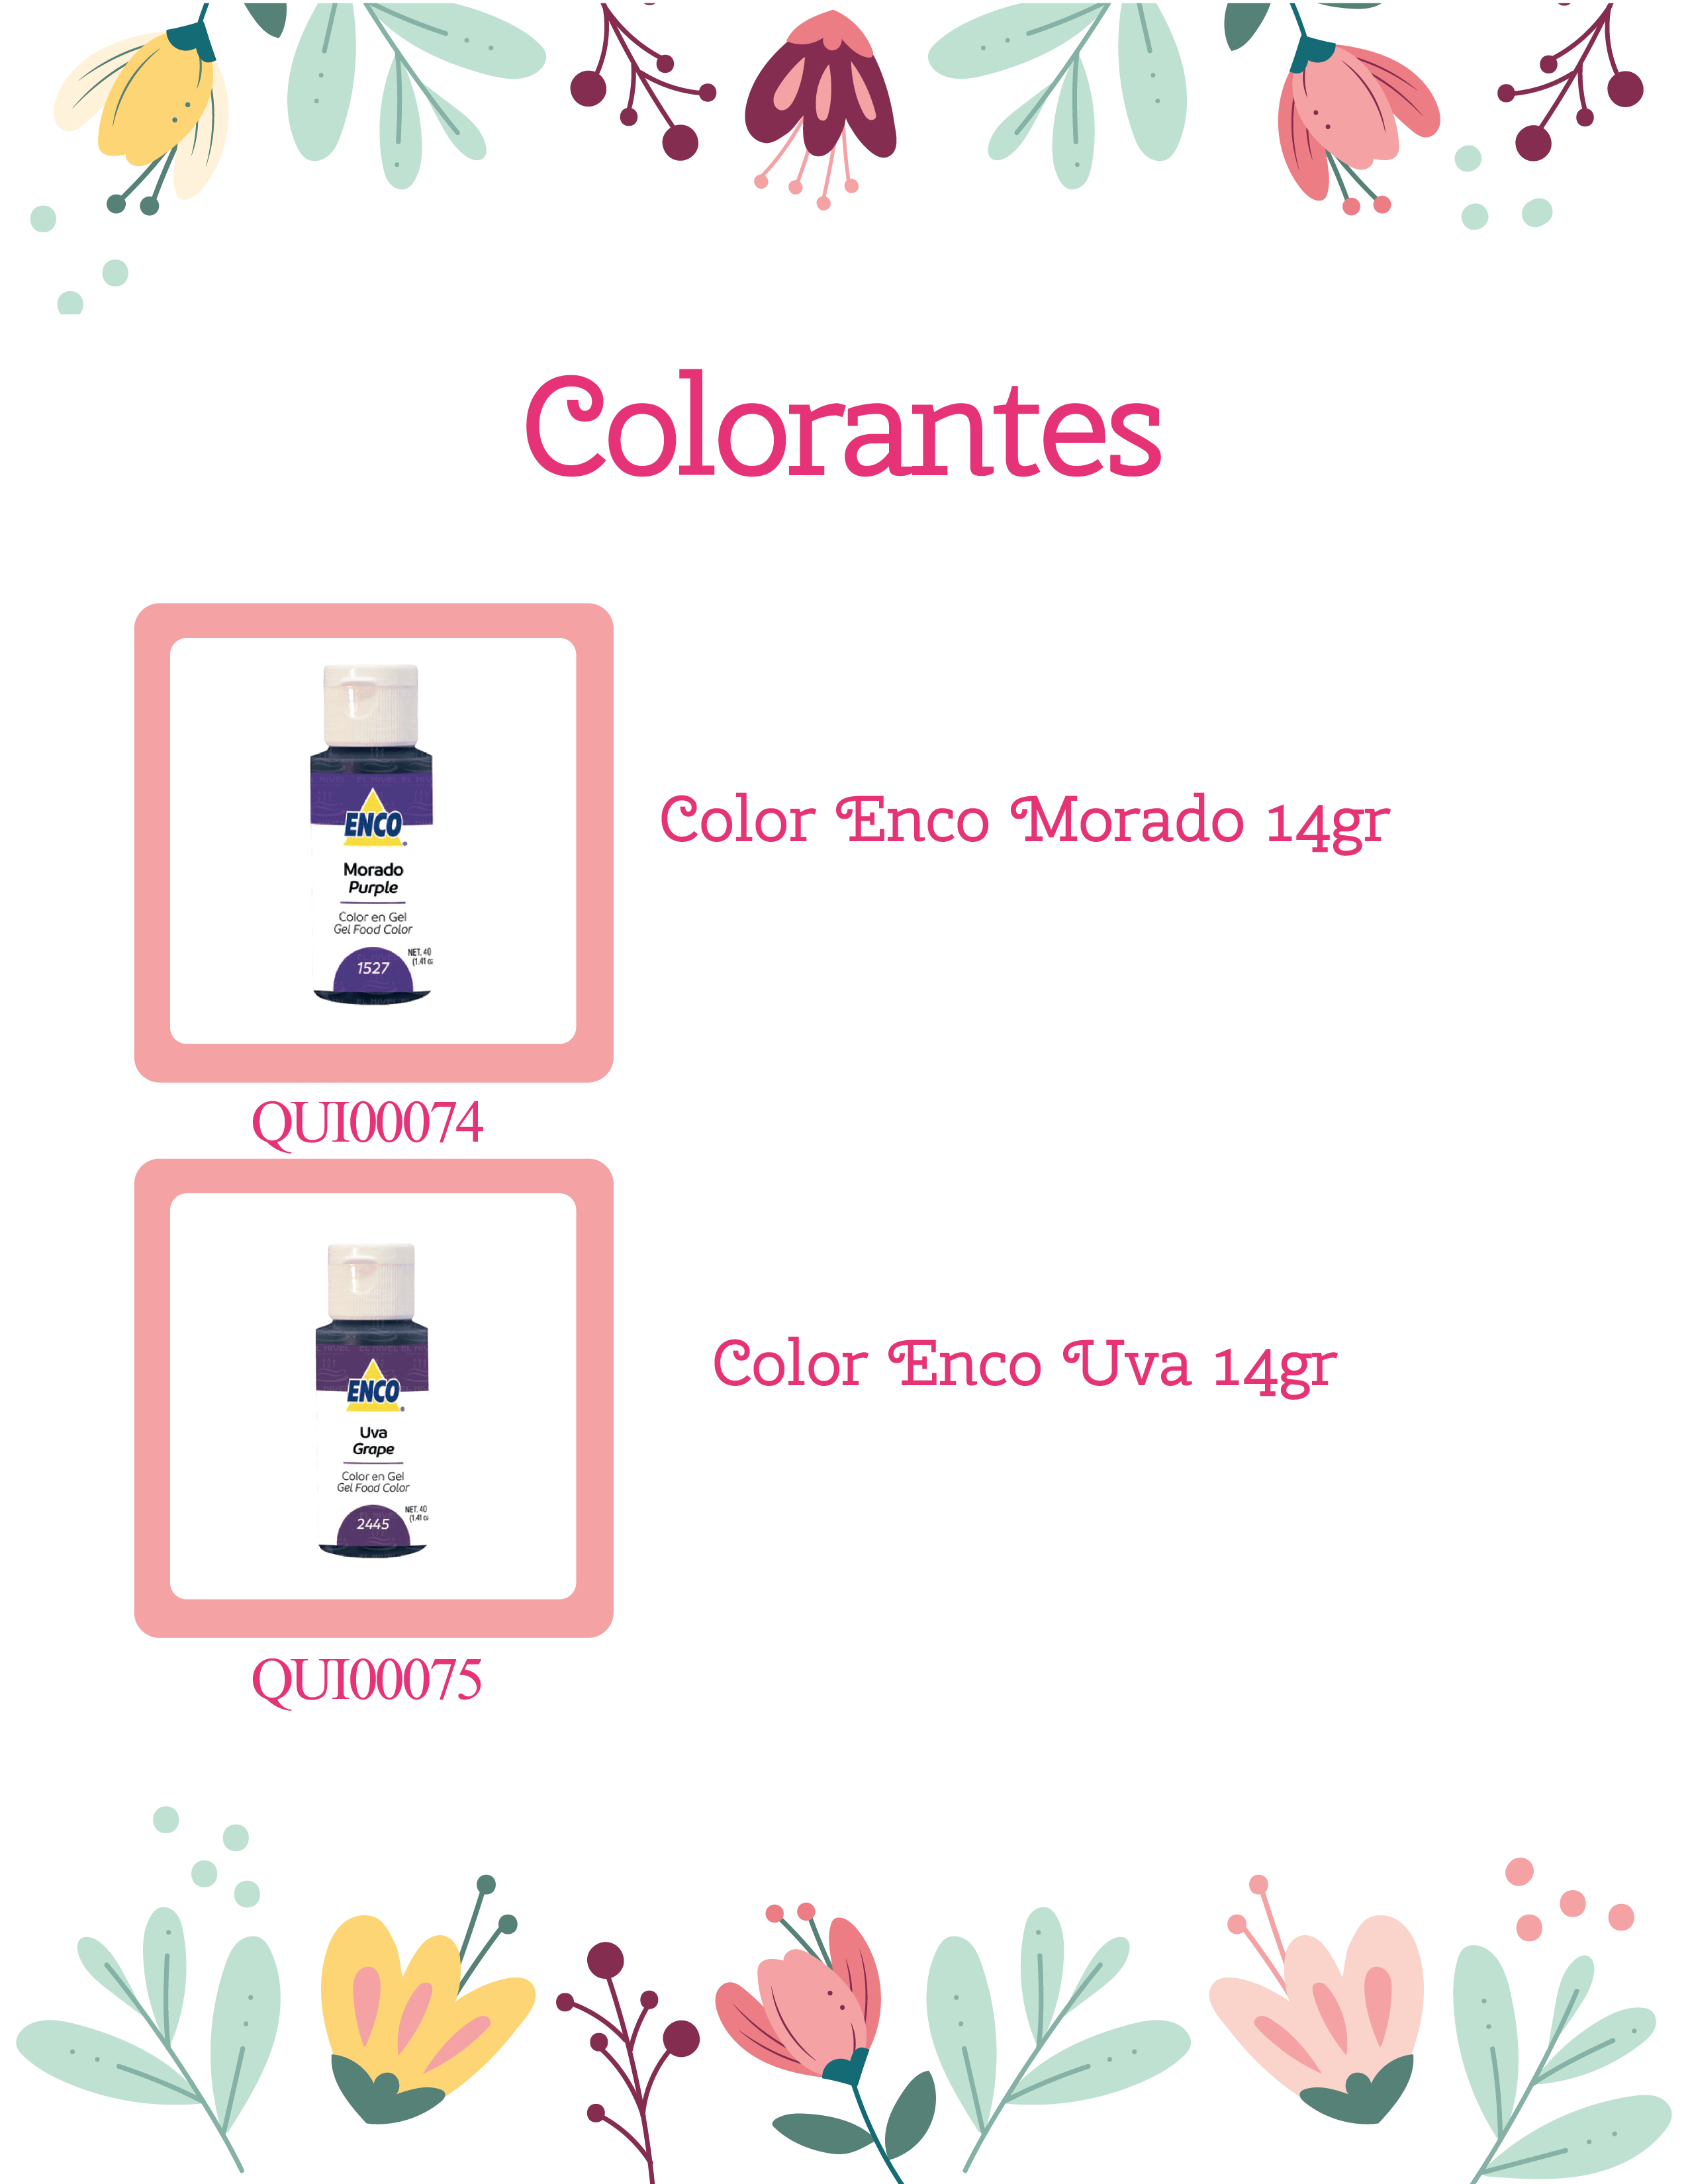 Colorantes
ENCO
Morado
Purple
Color en Gel
Gel Food Color
NET. 40
(1.41 oz
1527
Color Enco Morado 14gr
QUI00074
ENCO
Uva
Grape
Color en Gel
Gel Food Color
NET. 40
(1.41 oz
2445
Color Enco Uva 14gr
QUI00075